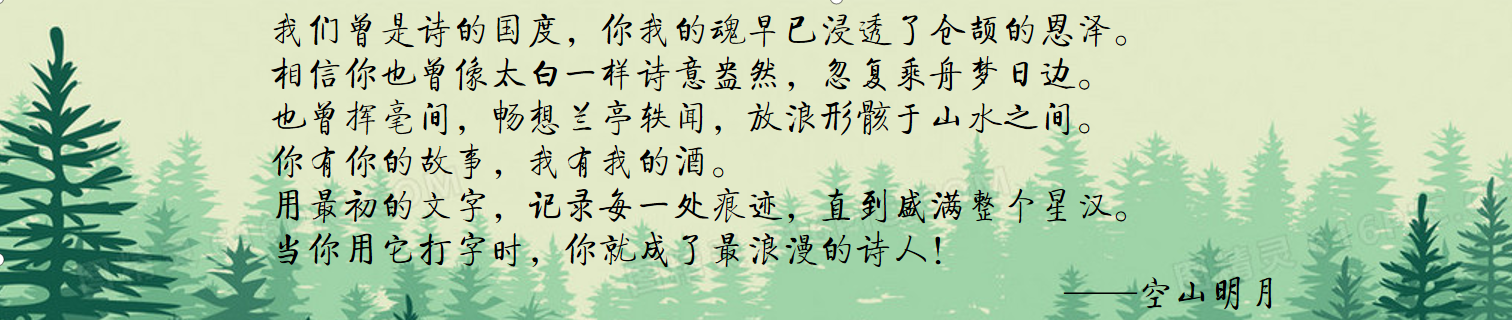 我们曾是诗的国度，你我的魂早已浸透了仓颉的恩泽。
相信你也曾像太白一样诗意盎然，忽复乘舟梦日边。
也曾挥毫间，畅想兰亭轶闻，放浪形骸于山水之间。
你有你的故事，我有我的酒。
用最初的文字，记录每一处痕迹，直到盛满整个星汉。
当你用它打字时，你就成了最浪漫的诗人！
——空山明月